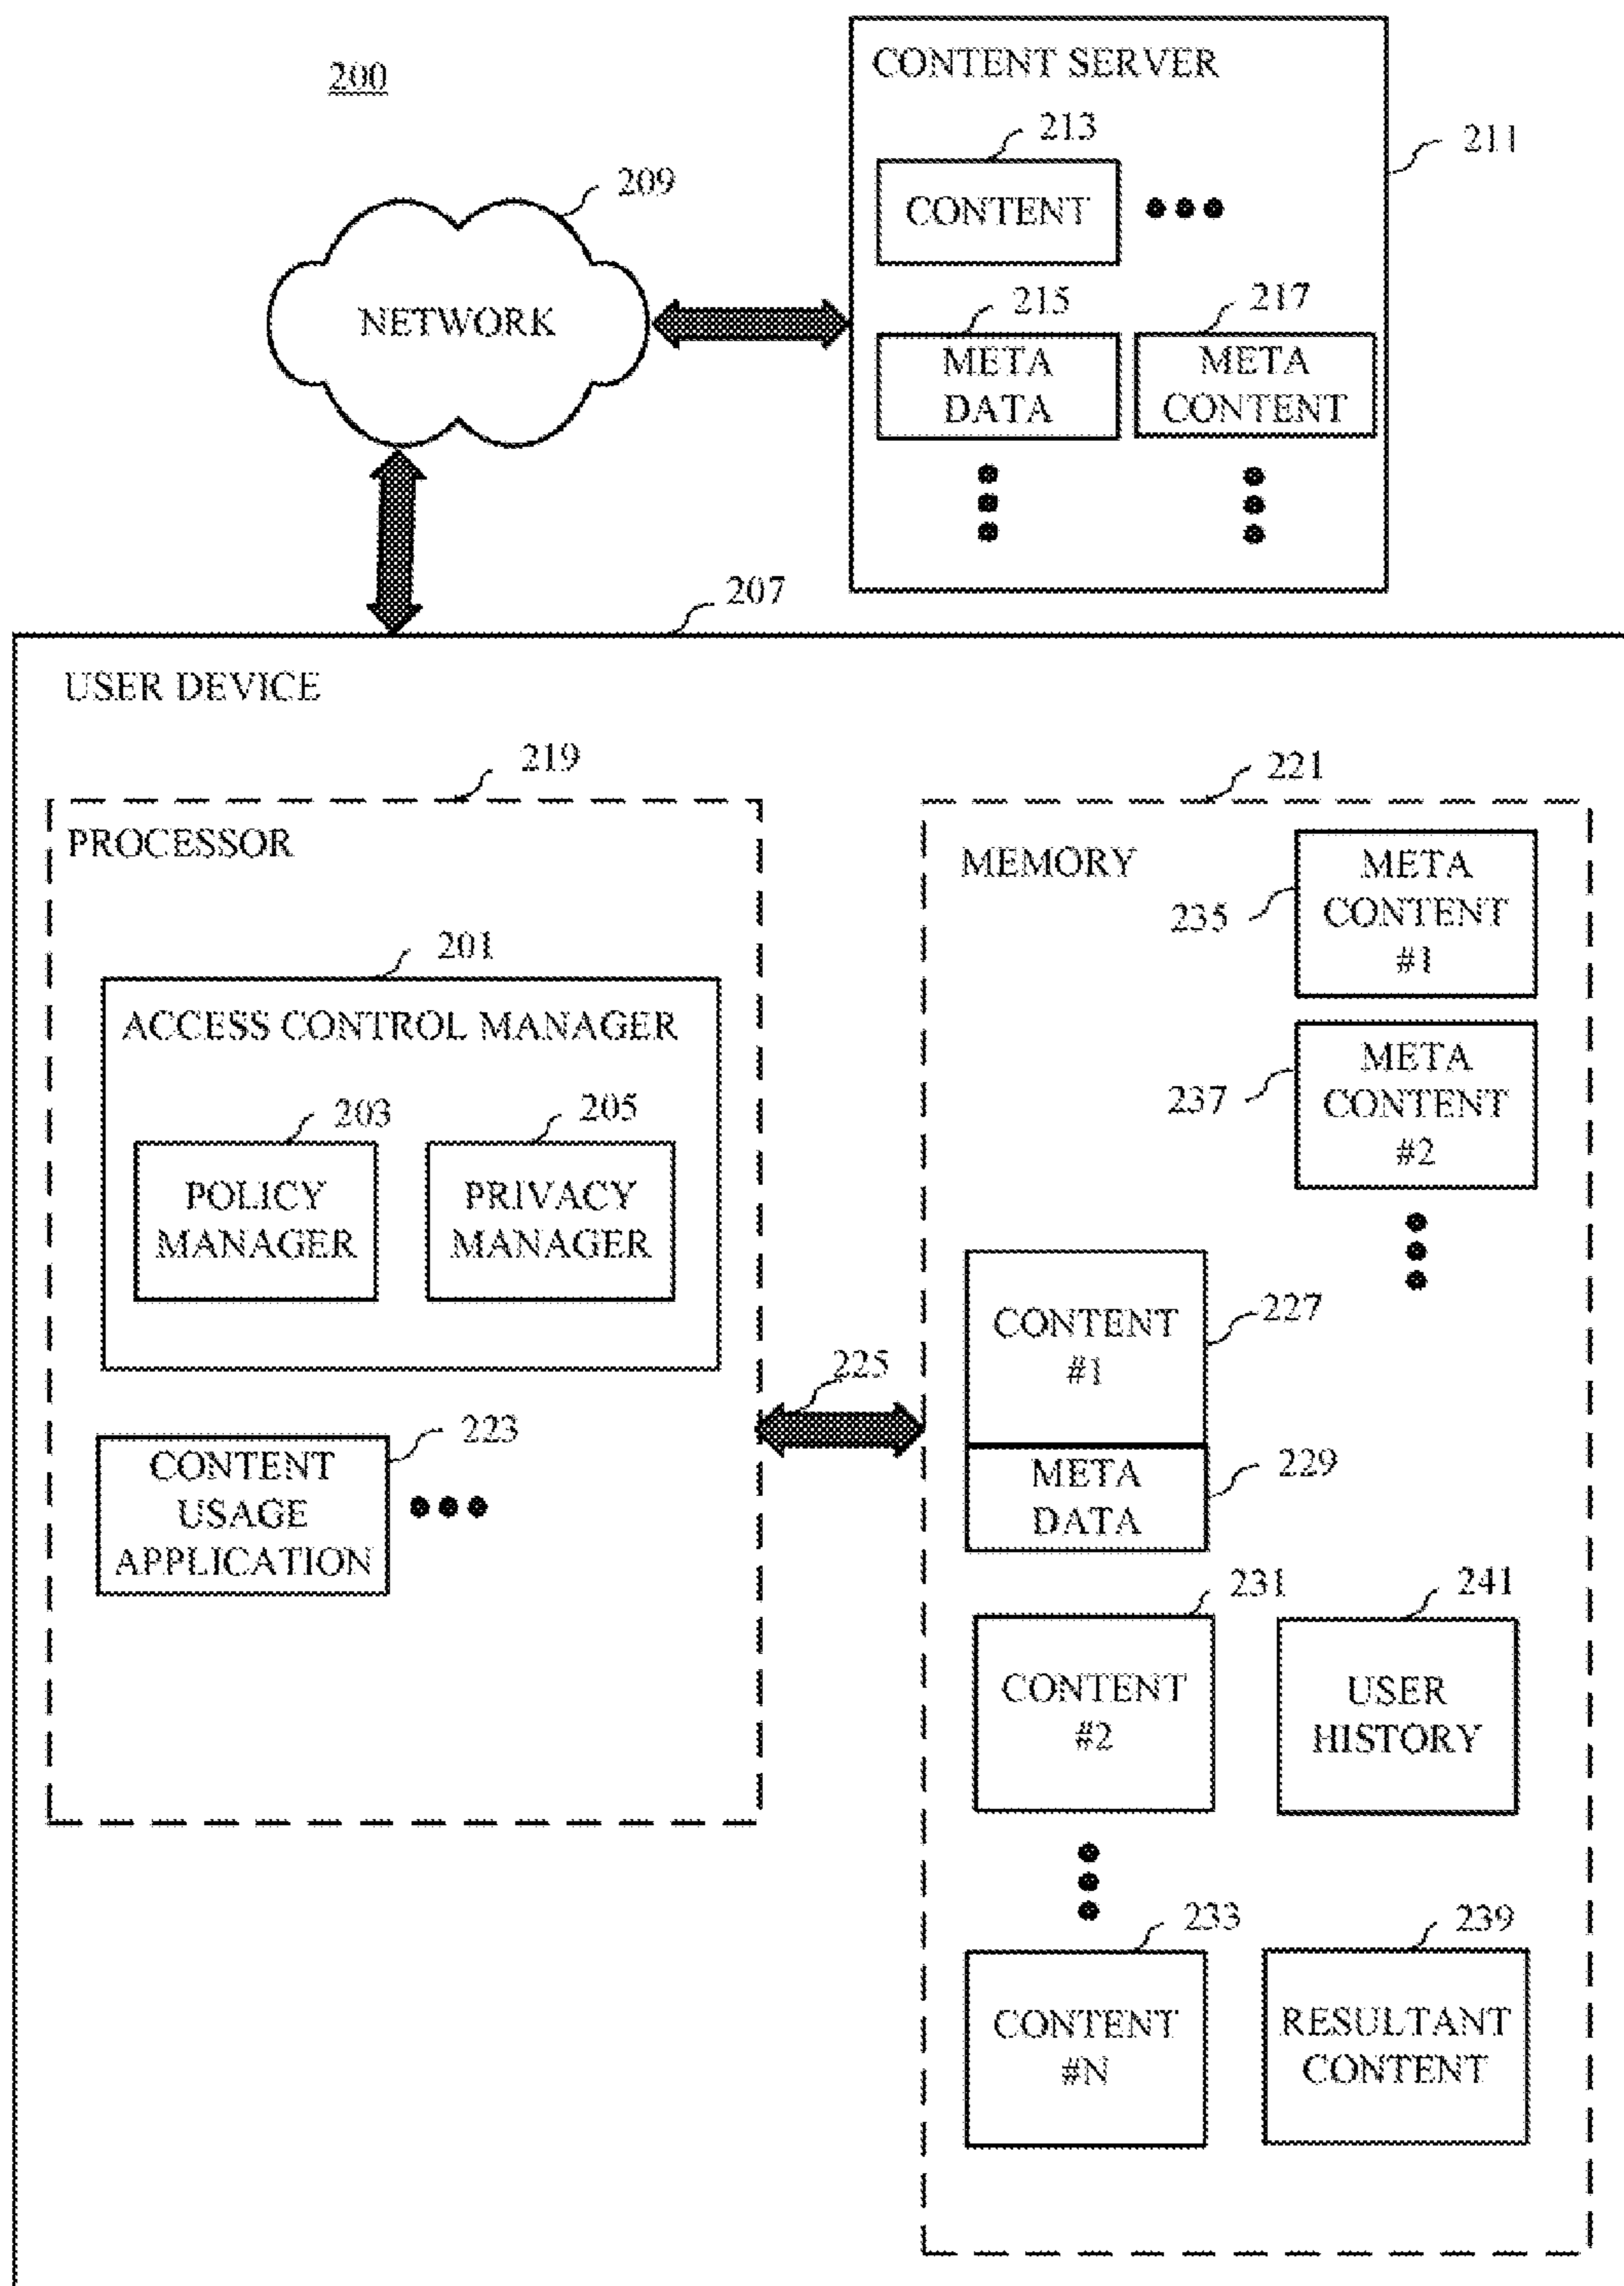 200
CONTENT SERVER
211
213
CONTENT
209
NETWORK
215
217
META
DATA
META
CONTENT
207
USER DEVICE
219
PROCESSOR
221
MEMORY
META
CONTENT
#1
235
201
ACCESS CONTROL MANAGER
META
CONTENT
#2
237
203
205
POLICY
MANAGER
PRIVACY
MANAGER
CONTENT
#1
227
225
223
CONTENT
USAGE
APPLICATION
META
DATA
229
231
241
CONTENT
#2
USER
HISTORY
233
239
CONTENT
#N
RESULTANT
CONTENT